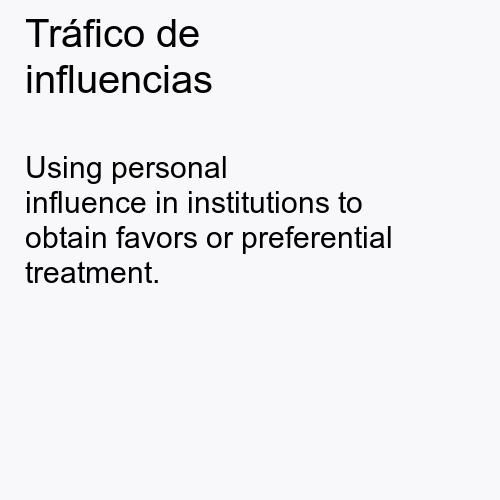 Tráfico de
influencias
Using personal
influence in institutions to
obtain favors or preferential
treatment.